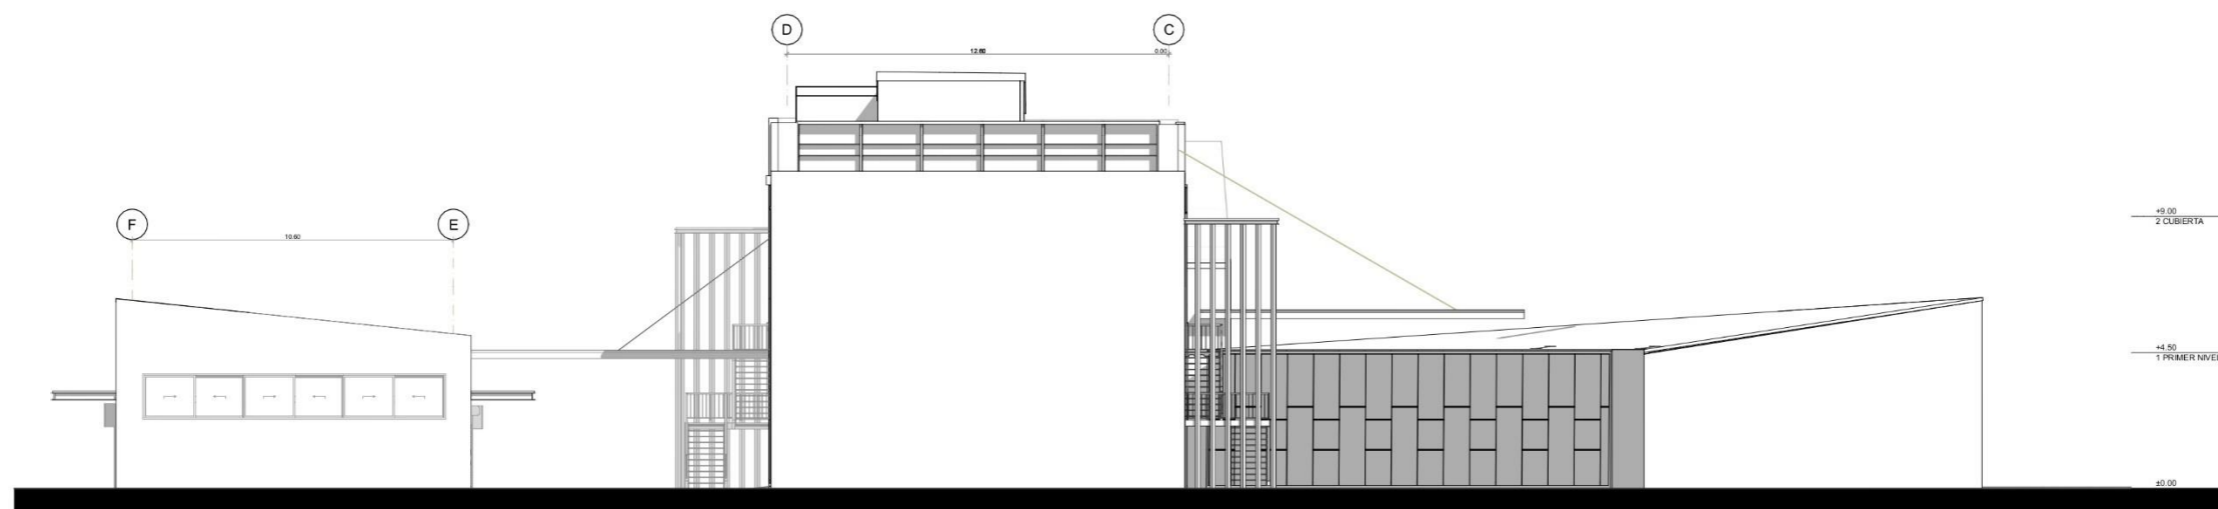 D
C
12.60
0.00
F
E
10.60
+9.00
2 CUBIERTA
+4.50
1 PRIMER NIVEL
±0.00